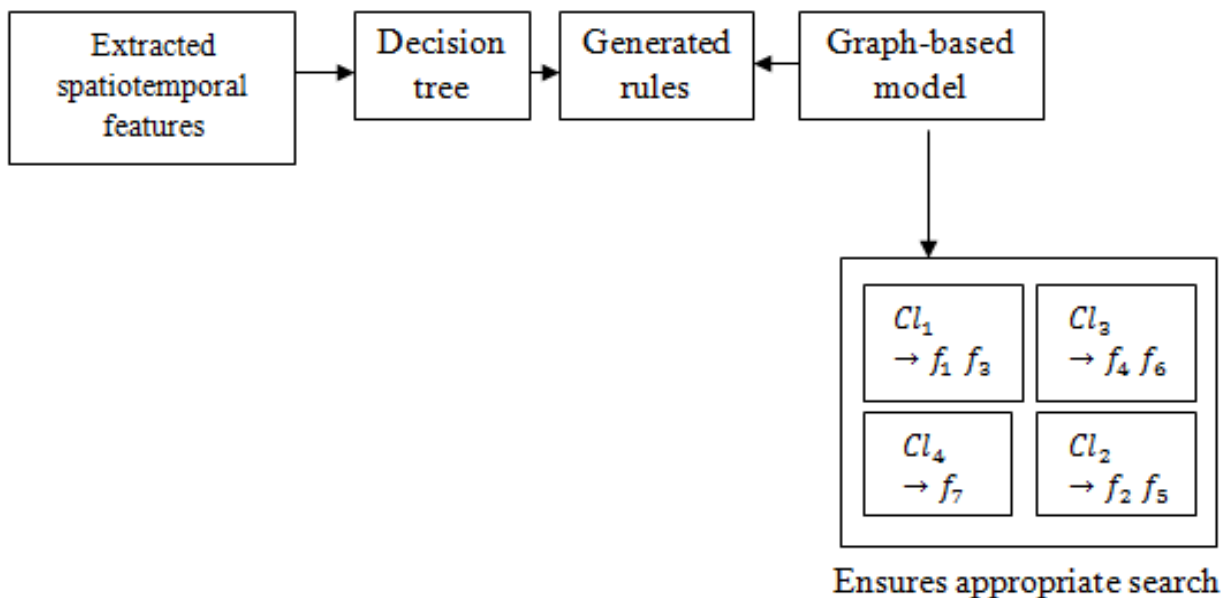 Extracted
spatiotemporal
features
Decision
tree
Generated
rules
Graph-based
model
Cl₁
→ f₁ f₃
Cl₃
→ f₄ f₆
Cl₄
→ f₇
Cl₂
→ f₂ f₅
Ensures appropriate search